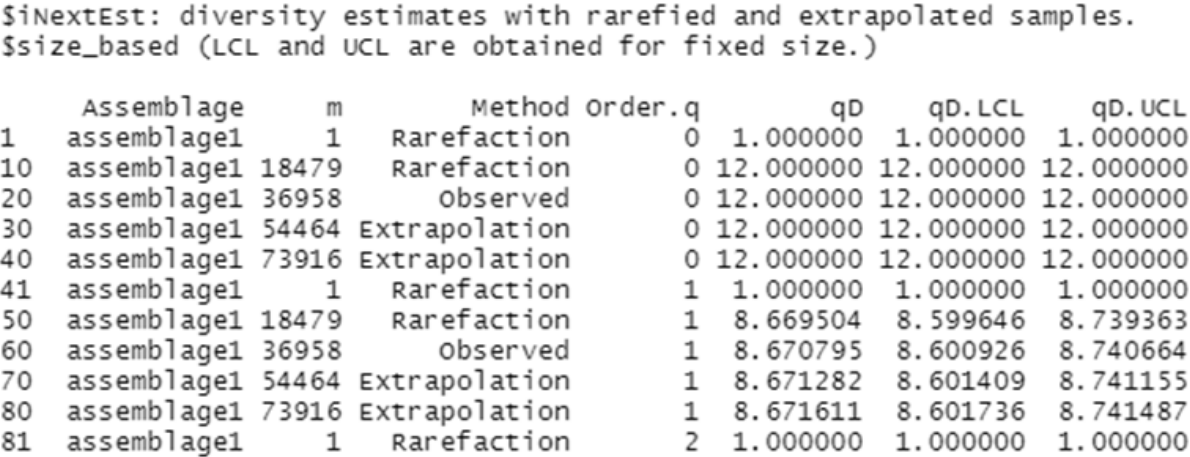 $iNextEst: diversity estimates with rarefied and extrapolated samples.
$size_based (LCL and UCL are obtained for fixed size.)
Assemblage m Method Order.q qD qD.LCL qD.UCL
1 assemblage1 1 Rarefaction 0 1.000000 1.000000 1.000000
10 assemblage1 18479 Rarefaction 0 12.000000 12.000000 12.000000
20 assemblage1 36958 Observed 0 12.000000 12.000000 12.000000
30 assemblage1 54464 Extrapolation 0 12.000000 12.000000 12.000000
40 assemblage1 73916 Extrapolation 0 12.000000 12.000000 12.000000
41 assemblage1 1 Rarefaction 1 1.000000 1.000000 1.000000
50 assemblage1 18479 Rarefaction 1 8.669504 8.599646 8.739363
60 assemblage1 36958 Observed 1 8.670795 8.600926 8.740664
70 assemblage1 54464 Extrapolation 1 8.671282 8.601409 8.741155
80 assemblage1 73916 Extrapolation 1 8.671611 8.601736 8.741487
81 assemblage1 1 Rarefaction 2 1.000000 1.000000 1.000000